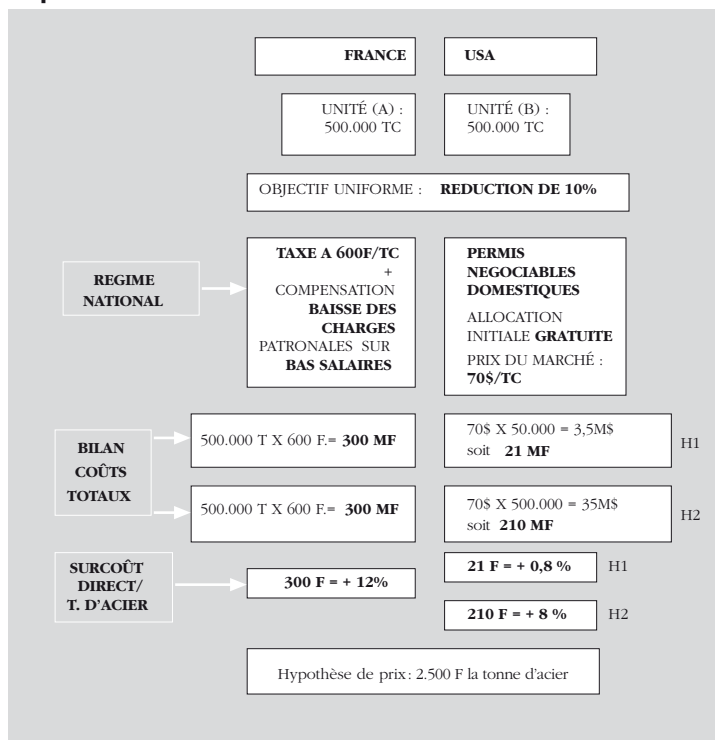 FRANCE
USA
UNITÉ (A) :
500.000 TC
UNITÉ (B) :
500.000 TC
OBJECTIF UNIFORME : REDUCTION DE 10%
REGIME
NATIONAL
TAXE A 600F/TC
+
COMPENSATION
BAISSE DES
CHARGES
PATRONALES SUR
BAS SALAIRES
PERMIS
NEGOCIABLES
DOMESTIQUES
ALLOCATION
INITIALE GRATUITE
PRIX DU MARCHÉ :
70$/TC
BILAN
COÛTS
TOTAUX
500.000 T X 600 F.= 300 MF
70$ X 50.000 = 3,5M$
soit 21 MF
H1
500.000 T X 600 F.= 300 MF
70$ X 500.000 = 35M$
soit 210 MF
H2
SURCOÛT
DIRECT/
T. D'ACIER
300 F = + 12%
21 F = + 0,8 %
H1
210 F = + 8 %
H2
Hypothèse de prix: 2.500 F la tonne d'acier